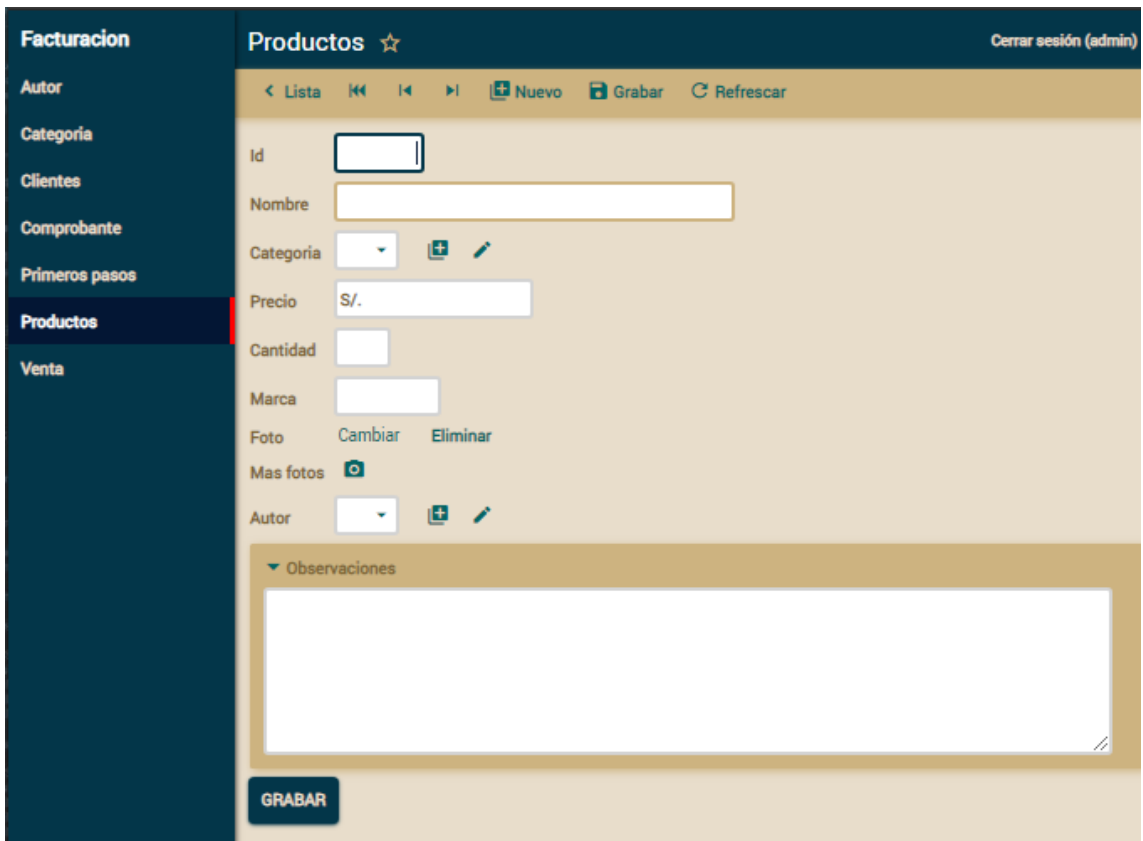 Facturacion
Autor
Categoria
Clientes
Comprobante
Primeros pasos
Productos
Venta
Productos
Cerrar sesión (admin)
Lista Nuevo Grabar Refrescar
Id
Nombre
Categoria
Precio S/.
Cantidad
Marca
Foto Cambiar Eliminar
Mas fotos
Autor
Observaciones
GRABAR